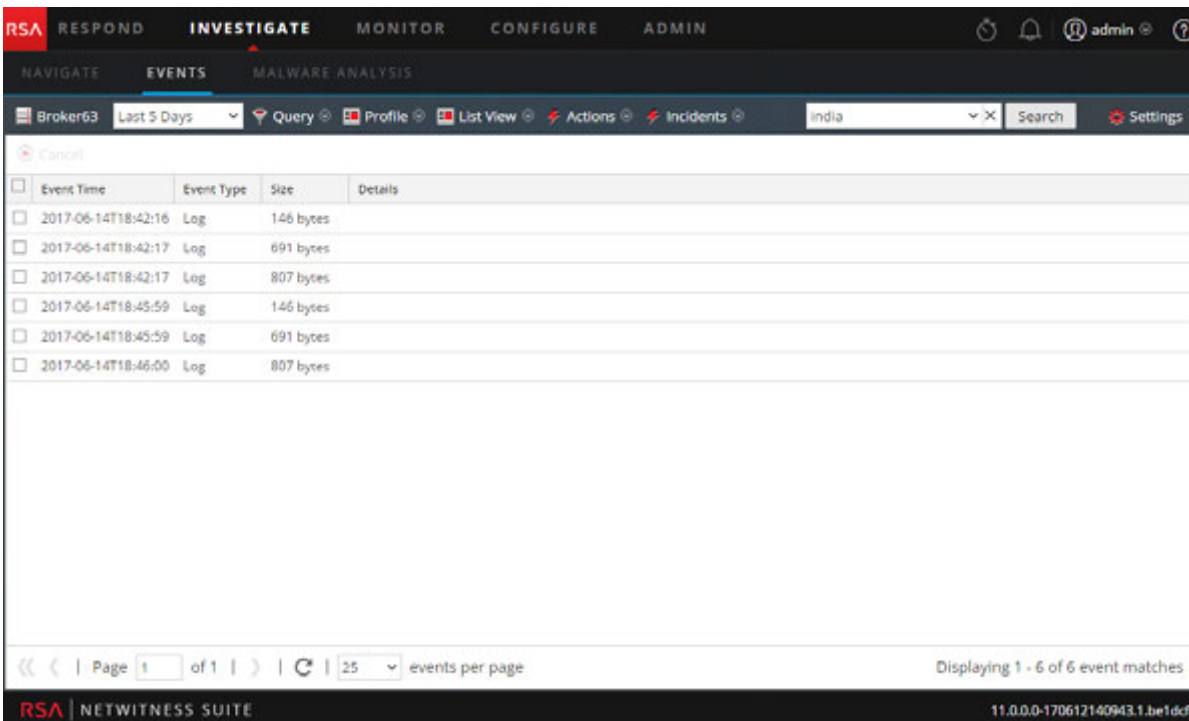 RSA RESPOND INVESTIGATE MONITOR CONFIGURE ADMIN admin ?
NAVIGATE EVENTS MALWARE ANALYSIS
Broker63 Last 5 Days Query Profile List View Actions Incidents india Search Settings
Cancel
Event Time Event Type Size Details
2017-06-14T18:42:16 Log 146 bytes
2017-06-14T18:42:17 Log 691 bytes
2017-06-14T18:42:17 Log 807 bytes
2017-06-14T18:45:59 Log 146 bytes
2017-06-14T18:45:59 Log 691 bytes
2017-06-14T18:46:00 Log 807 bytes
Page 1 of 1 25 events per page Displaying 1 - 6 of 6 event matches
RSA NETWITNESS SUITE 11.0.0.0-170612140943.1.be1dcf